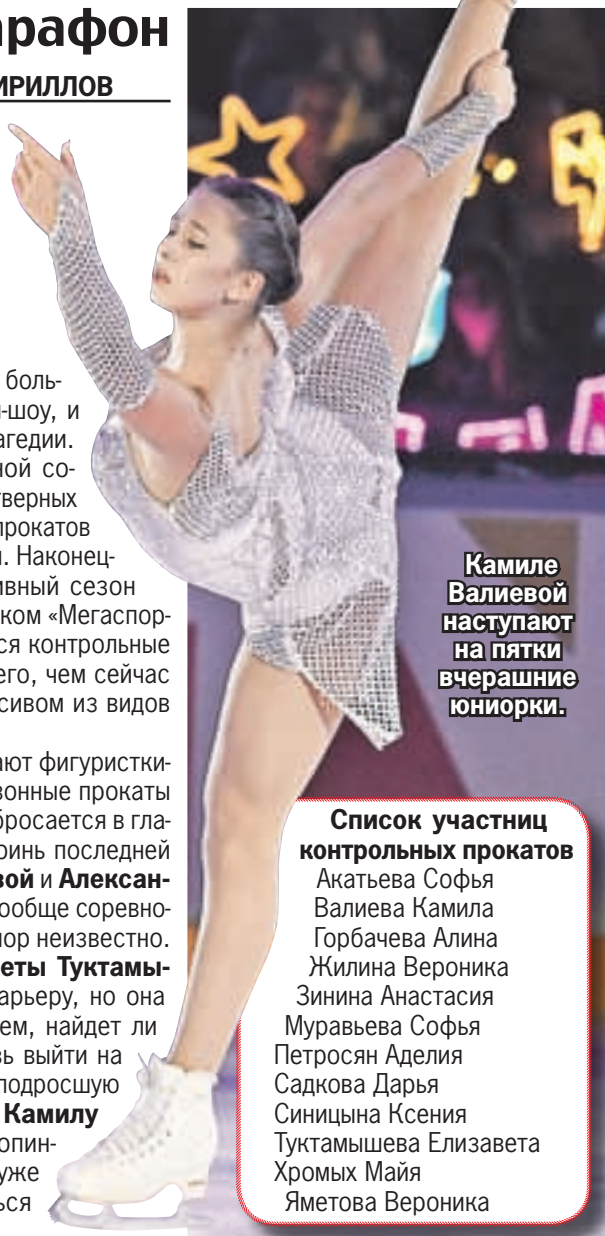 арафон
ИРИЛЛОВ
боль-
-шоу, и
агедии.
ной со-
тверных
прокатов
. Наконец-
ивный сезон
ком «Мегаспор-
ся контрольные
его, чем сейчас
сивом из видов
ают фигуристки-
зонные прокаты
бросается в гла-
ринь последней
вой и Алексан-
ообще соревно-
пор неизвестно.
еты Туктамы-
арьеру, но она
ем, найдет ли
вь выйти на
подросшую
Камилу
опин-
уже
ься
Камиле
Валиевой
наступают
на пятки
вчерашние
юниорки.
Список участниц
контрольных прокатов
Акатьева Софья
Валиева Камила
Горбачева Алина
Жилина Вероника
Зинина Анастасия
Муравьева Софья
Петросян Аделия
Садкова Дарья
Синицына Ксения
Туктамышева Елизавета
Хромых Майя
Яметова Вероника